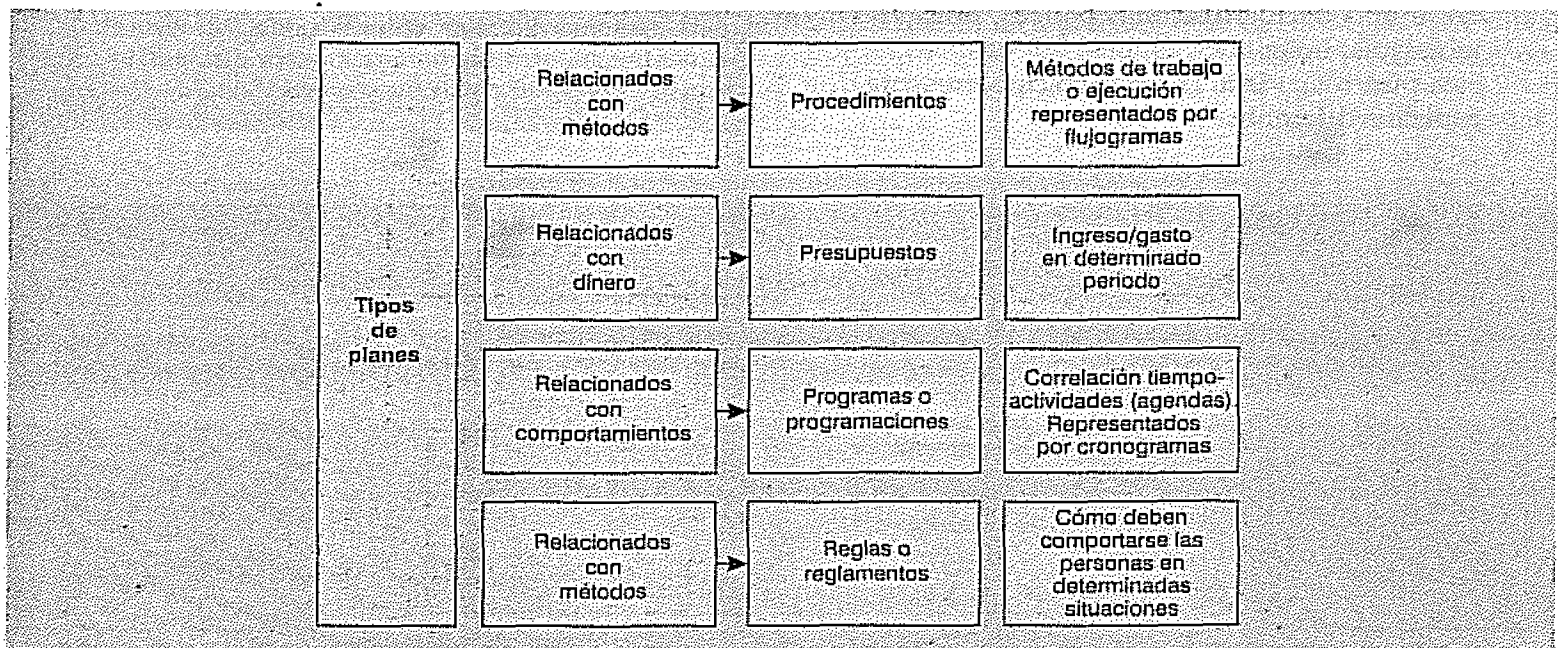 Tipos
de
planes
Relacionados
con
métodos
Procedimientos
Métodos de trabajo
o ejecución
representados por
flujogramas
Relacionados
con
dinero
Presupuestos
Ingreso/gasto
en determinado
periodo
Relacionados
con
comportamientos
Programas o
programaciones
Correlación tiempo-
actividades (agendas).
Representados
por cronogramas
Relacionados
con
métodos
Reglas o
reglamentos
Cómo deben
comportarse las
personas en
determinadas
situaciones